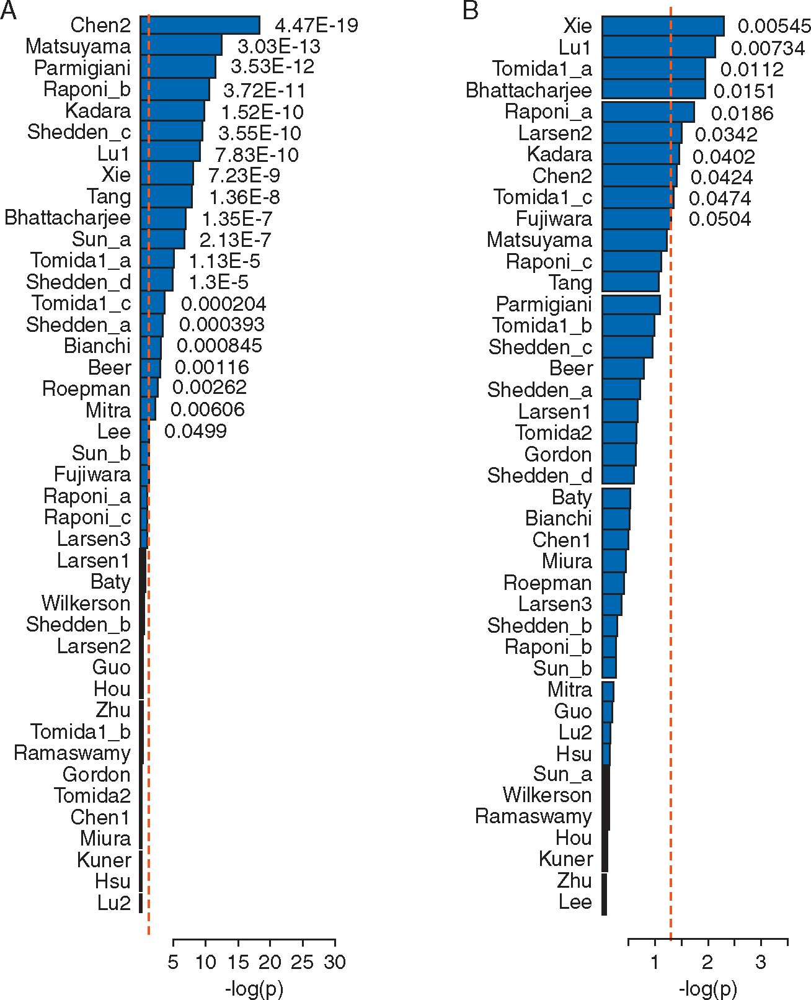 A
Chen2 4.47E-19
Matsuyama 3.03E-13
Parmigiani 3.53E-12
Raponi_b 3.72E-11
Kadara 1.52E-10
Shedden_c 3.55E-10
Lu1 7.83E-10
Xie 7.23E-9
Tang 1.36E-8
Bhattacharjee 1.35E-7
Sun_a 2.13E-7
Tomida1_a 1.13E-5
Shedden_d 1.3E-5
Tomida1_c 0.000204
Shedden_a 0.000393
Bianchi 0.000845
Beer 0.00116
Roepman 0.00262
Mitra 0.00606
Lee 0.0499
Sun_b
Fujiwara
Raponi_a
Raponi_c
Larsen3
Larsen1
Baty
Wilkerson
Shedden_b
Larsen2
Guo
Hou
Zhu
Tomida1_b
Ramaswamy
Gordon
Tomida2
Chen1
Miura
Kuner
Hsu
Lu2
5 10 15 20 25 30
-log(p)
B
Xie 0.00545
Lu1 0.00734
Tomida1_a 0.0112
Bhattacharjee 0.0151
Raponi_a 0.0186
Larsen2 0.0342
Kadara 0.0402
Chen2 0.0424
Tomida1_c 0.0474
Fujiwara 0.0504
Matsuyama
Raponi_c
Tang
Parmigiani
Tomida1_b
Shedden_c
Beer
Shedden_a
Larsen1
Tomida2
Gordon
Shedden_d
Baty
Bianchi
Chen1
Miura
Roepman
Larsen3
Shedden_b
Raponi_b
Sun_b
Mitra
Guo
Lu2
Hsu
Sun_a
Wilkerson
Ramaswamy
Hou
Kuner
Zhu
Lee
1 2 3
-log(p)